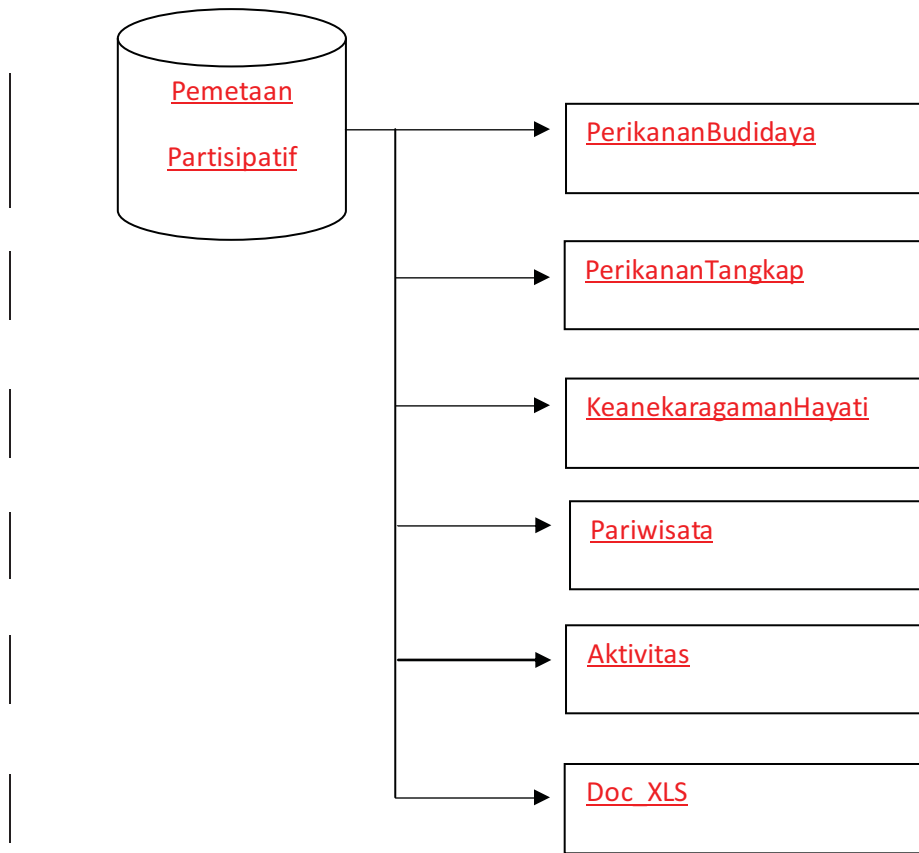 Pemetaan
Partisipatif
PerikananBudidaya
PerikananTangkap
KeanekaragamanHayati
Pariwisata
Aktivitas
Doc_XLS